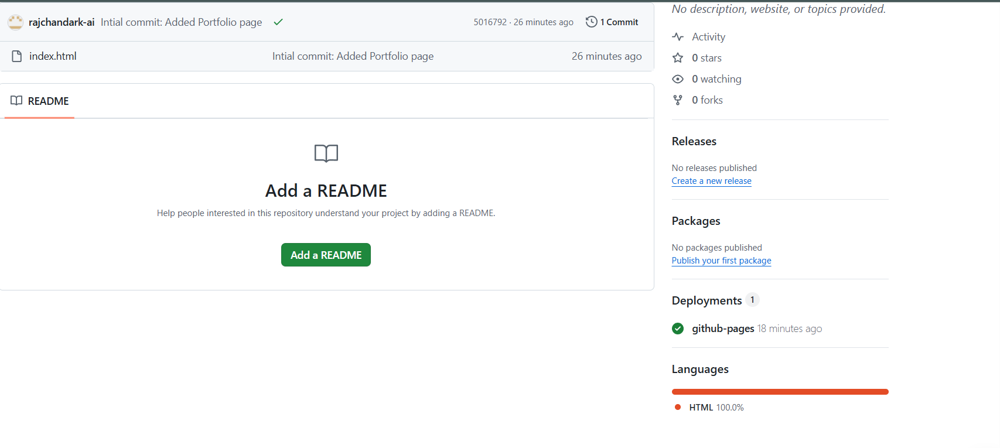 No description, website, or topics provided.
rajchandark-ai Intial commit: Added Portfolio page 5016792 · 26 minutes ago 1 Commit
index.html Intial commit: Added Portfolio page 26 minutes ago
README
Add a README
Help people interested in this repository understand your project by adding a README.
Add a README
Activity
0 stars
0 watching
0 forks
Releases
No releases published
Create a new release
Packages
No packages published
Publish your first package
Deployments 1
github-pages 18 minutes ago
Languages
HTML 100.0%